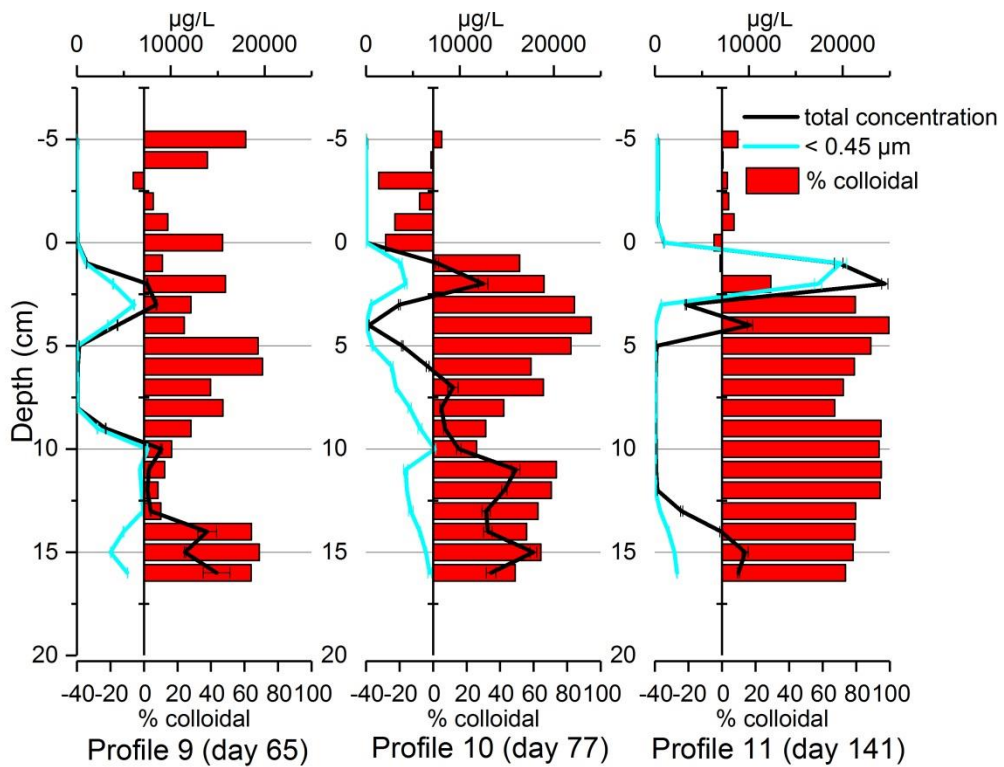 µg/L µg/L µg/L
0 10000 20000 0 10000 20000 0 10000 20000
total concentration
< 0.45 µm
% colloidal
Depth (cm)
-5 -5 -5
0 0 0
5 5 5
10 10 10
15 15 15
20 20 20
-40 -20 0 20 40 60 80 100 -40 -20 0 20 40 60 80 100 -40 -20 0 20 40 60 80 100
% colloidal % colloidal % colloidal
Profile 9 (day 65) Profile 10 (day 77) Profile 11 (day 141)